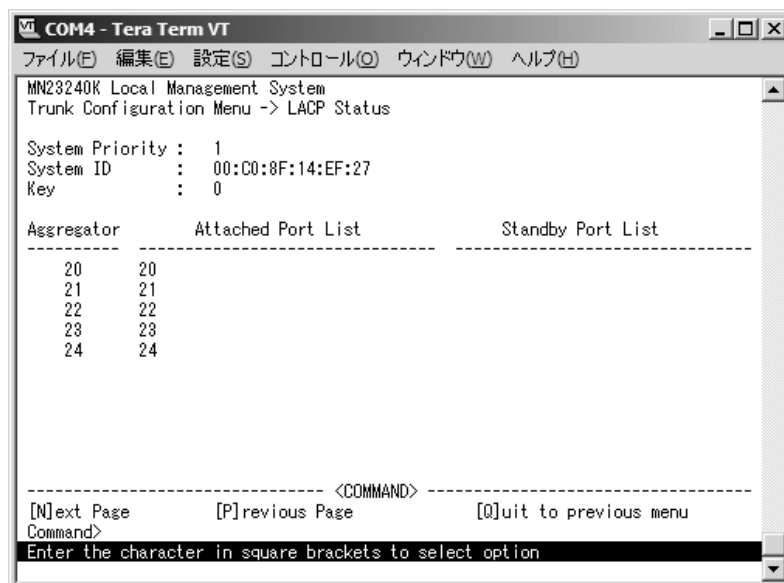 COM4 - Tera Term VT
ファイル(F) 編集(E) 設定(S) コントロール(O) ウィンドウ(W) ヘルプ(H)
MN23240K Local Management System
Trunk Configuration Menu -> LACP Status
System Priority : 1
System ID : 00:C0:8F:14:EF:27
Key : 0
Aggregator Attached Port List Standby Port List
---------- -------------------------------- --------------------------------
20 20
21 21
22 22
23 23
24 24
-------------------------------- <COMMAND> -----------------------------------
[N]ext Page [P]revious Page [Q]uit to previous menu
Command>
Enter the character in square brackets to select option